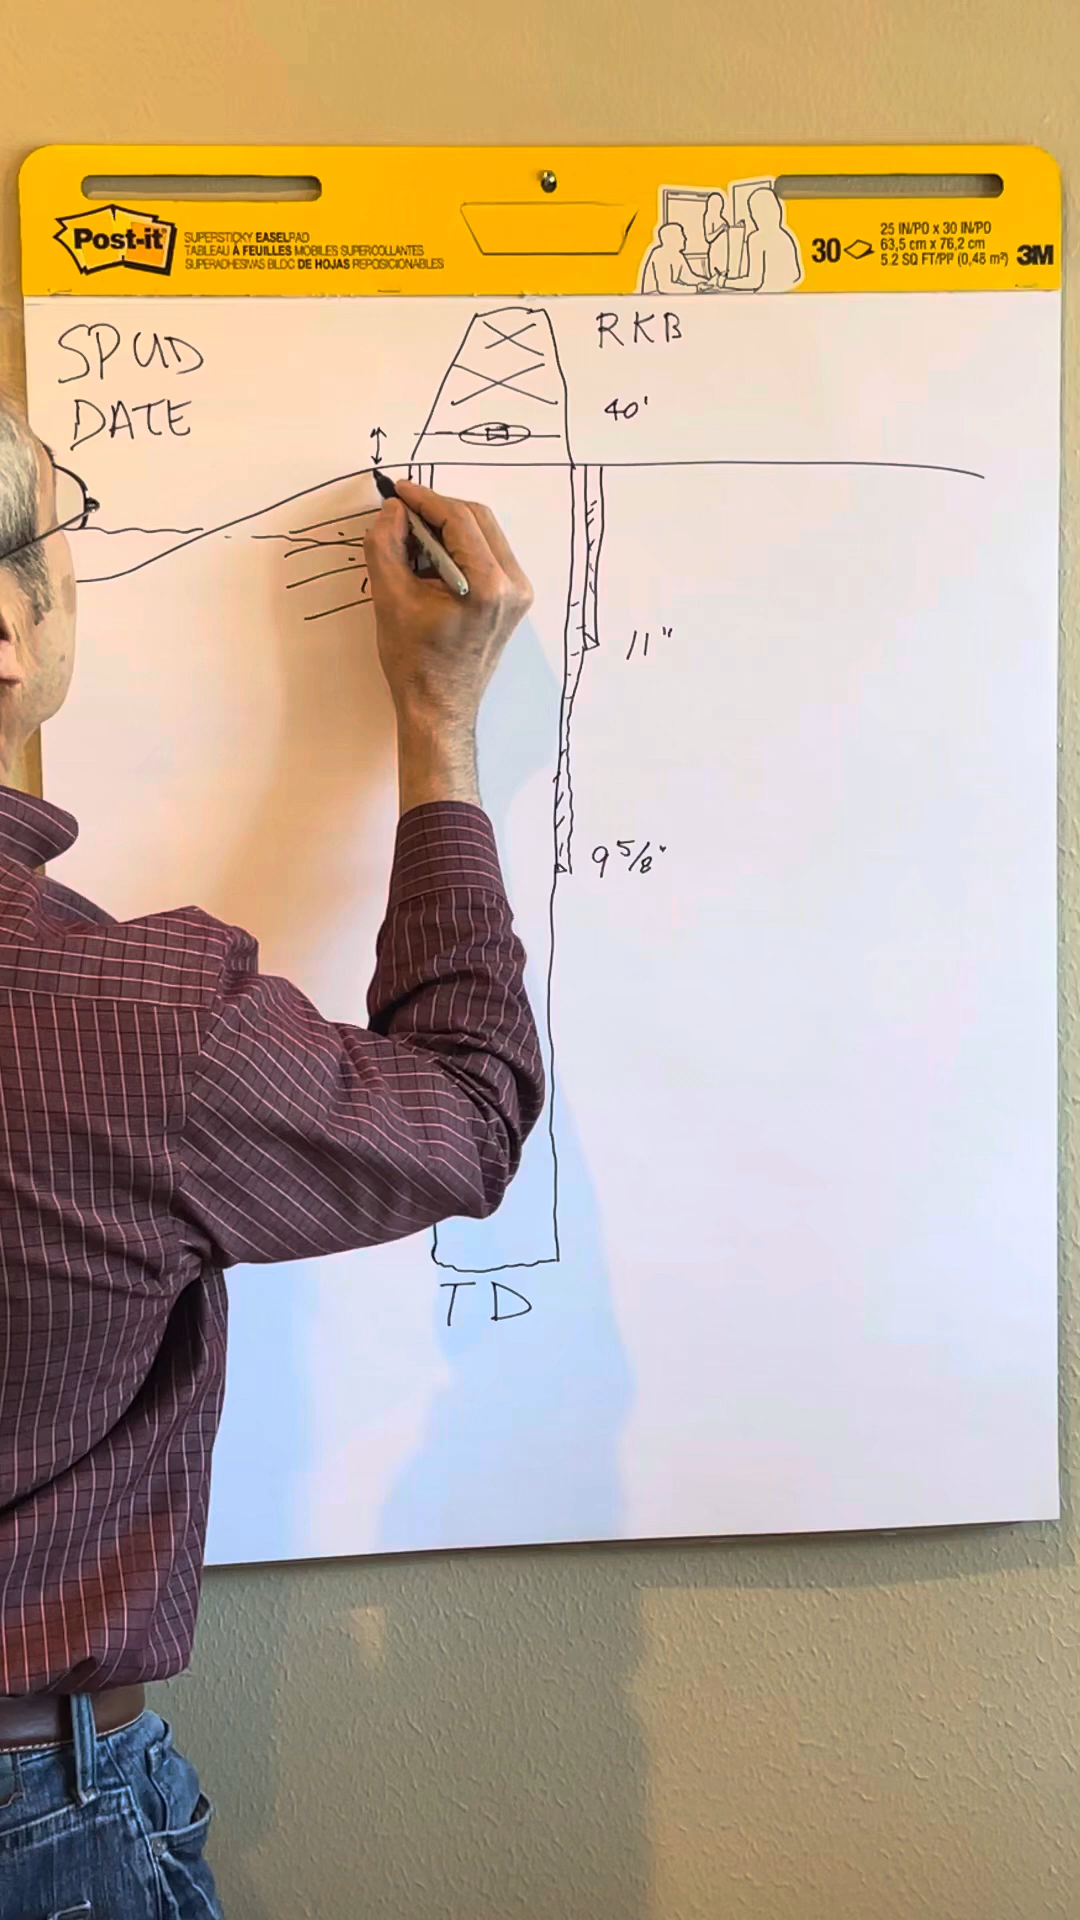 Post-it
SUPERSTICKY EASEL PAD
TABLEAU À FEUILLES MOBILES SUPERCOLLANTES
SUPERADHESIVAS BLOC DE HOJAS REPOSICIONABLES
30
25 IN/PO x 30 IN/PO
63,5 cm x 76,2 cm
5.2 SQ FT/PP (0,48 m²)
3M
SPUD
DATE
RKB
40'
11"
9 5/8"
TD